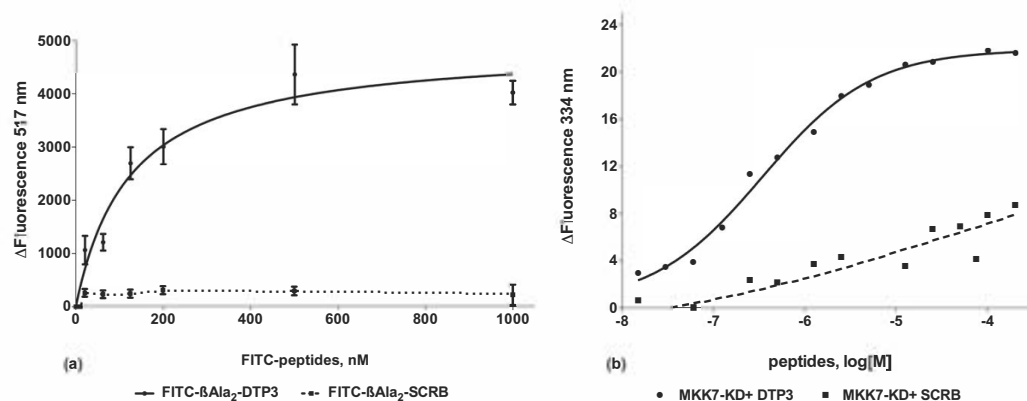 ΔFluorescence 517 nm
5000
4000
3000
2000
1000
0
0 200 400 600 800 1000
(a)
FITC-peptides, nM
FITC-ßAla₂-DTP3
FITC-ßAla₂-SCRB
ΔFluorescence 334 nm
24
20
16
12
8
4
0
-8 -7 -6 -5 -4
(b)
peptides, log[M]
MKK7-KD+ DTP3
MKK7-KD+ SCRB